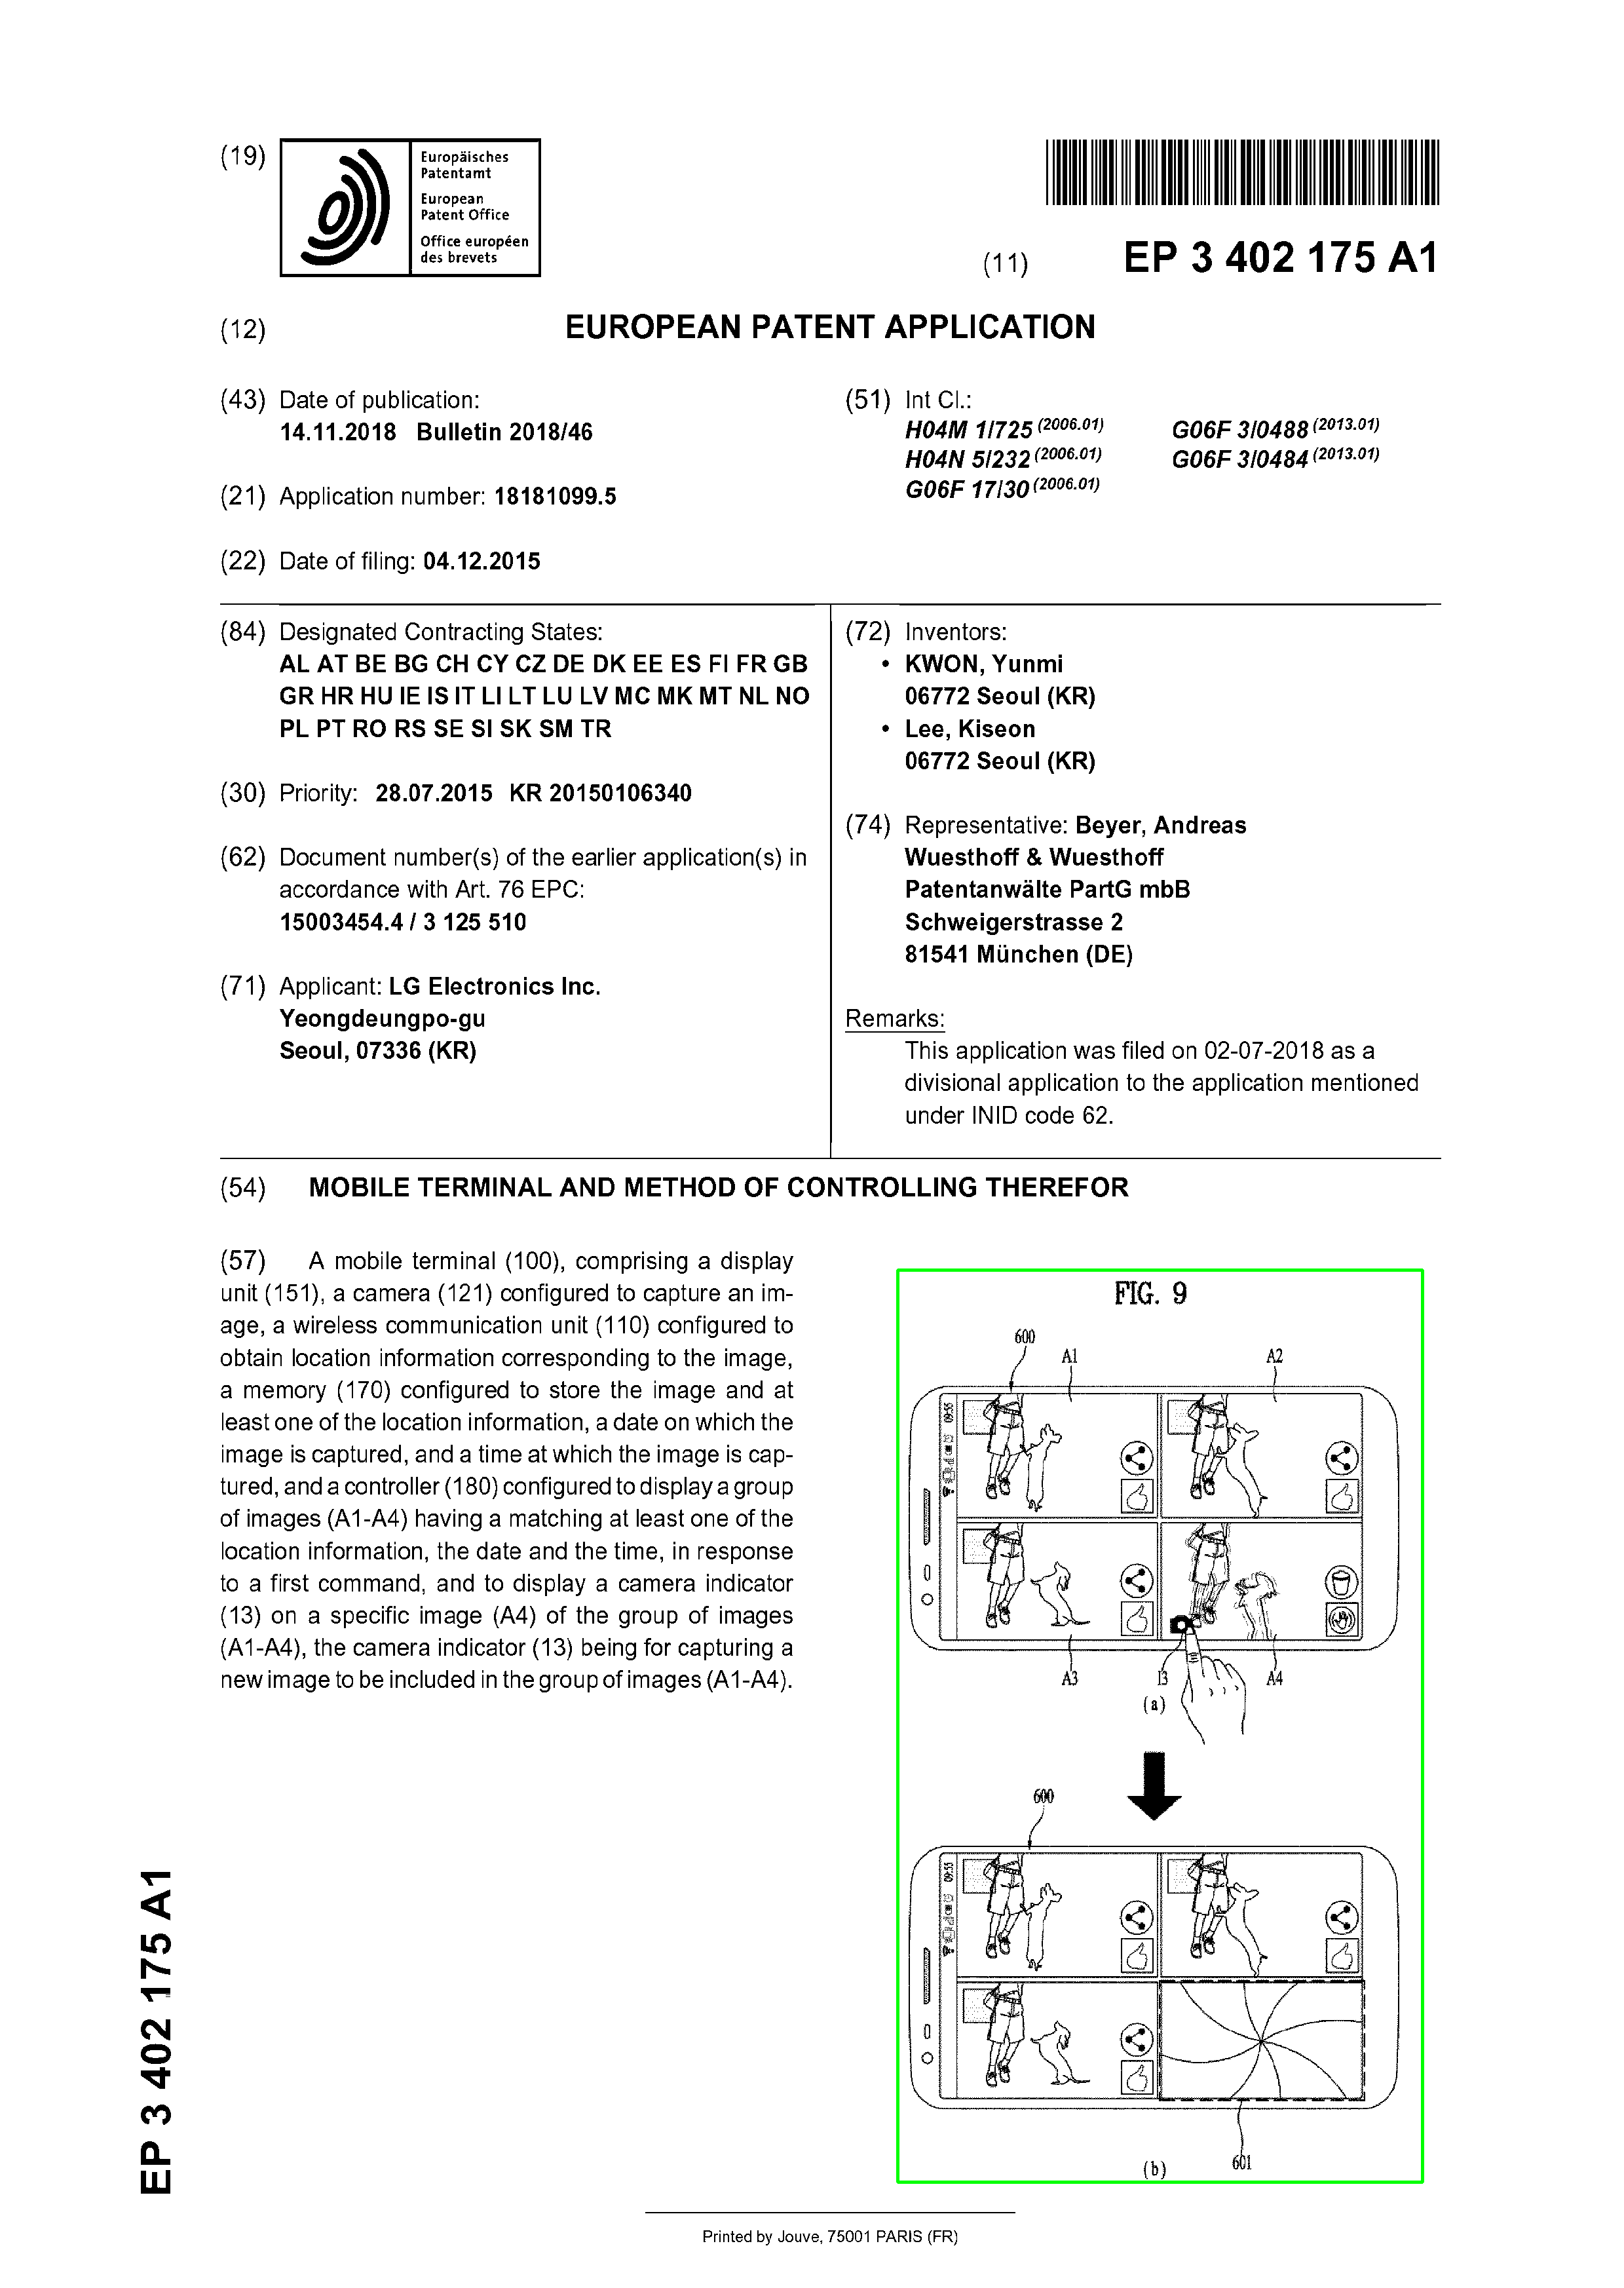 (19)
Europäisches
Patentamt
European
Patent Office
Office européen
des brevets
(11) EP 3 402 175 A1
(12) EUROPEAN PATENT APPLICATION
(43) Date of publication:
14.11.2018 Bulletin 2018/46
(21) Application number: 18181099.5
(22) Date of filing: 04.12.2015
(51) Int Cl.:
H04M 1/725 (2006.01) G06F 3/0488 (2013.01)
H04N 5/232 (2006.01) G06F 3/0484 (2013.01)
G06F 17/30 (2006.01)
(84) Designated Contracting States:
AL AT BE BG CH CY CZ DE DK EE ES FI FR GB
GR HR HU IE IS IT LI LT LU LV MC MK MT NL NO
PL PT RO RS SE SI SK SM TR
(30) Priority: 28.07.2015 KR 20150106340
(62) Document number(s) of the earlier application(s) in
accordance with Art. 76 EPC:
15003454.4 / 3 125 510
(71) Applicant: LG Electronics Inc.
Yeongdeungpo-gu
Seoul, 07336 (KR)
(72) Inventors:
• KWON, Yunmi
06772 Seoul (KR)
• Lee, Kiseon
06772 Seoul (KR)
(74) Representative: Beyer, Andreas
Wuesthoff & Wuesthoff
Patentanwälte PartG mbB
Schweigerstrasse 2
81541 München (DE)
Remarks:
This application was filed on 02-07-2018 as a
divisional application to the application mentioned
under INID code 62.
(54) MOBILE TERMINAL AND METHOD OF CONTROLLING THEREFOR
(57) A mobile terminal (100), comprising a display
unit (151), a camera (121) configured to capture an im-
age, a wireless communication unit (110) configured to
obtain location information corresponding to the image,
a memory (170) configured to store the image and at
least one of the location information, a date on which the
image is captured, and a time at which the image is cap-
tured, and a controller (180) configured to display a group
of images (A1-A4) having a matching at least one of the
location information, the date and the time, in response
to a first command, and to display a camera indicator
(13) on a specific image (A4) of the group of images
(A1-A4), the camera indicator (13) being for capturing a
new image to be included in the group of images (A1-A4).
FIG. 9
600
A1
A2
09:55
A3
13
A4
(a)
600
09:55
601
(b)
EP 3 402 175 A1
Printed by Jouve, 75001 PARIS (FR)